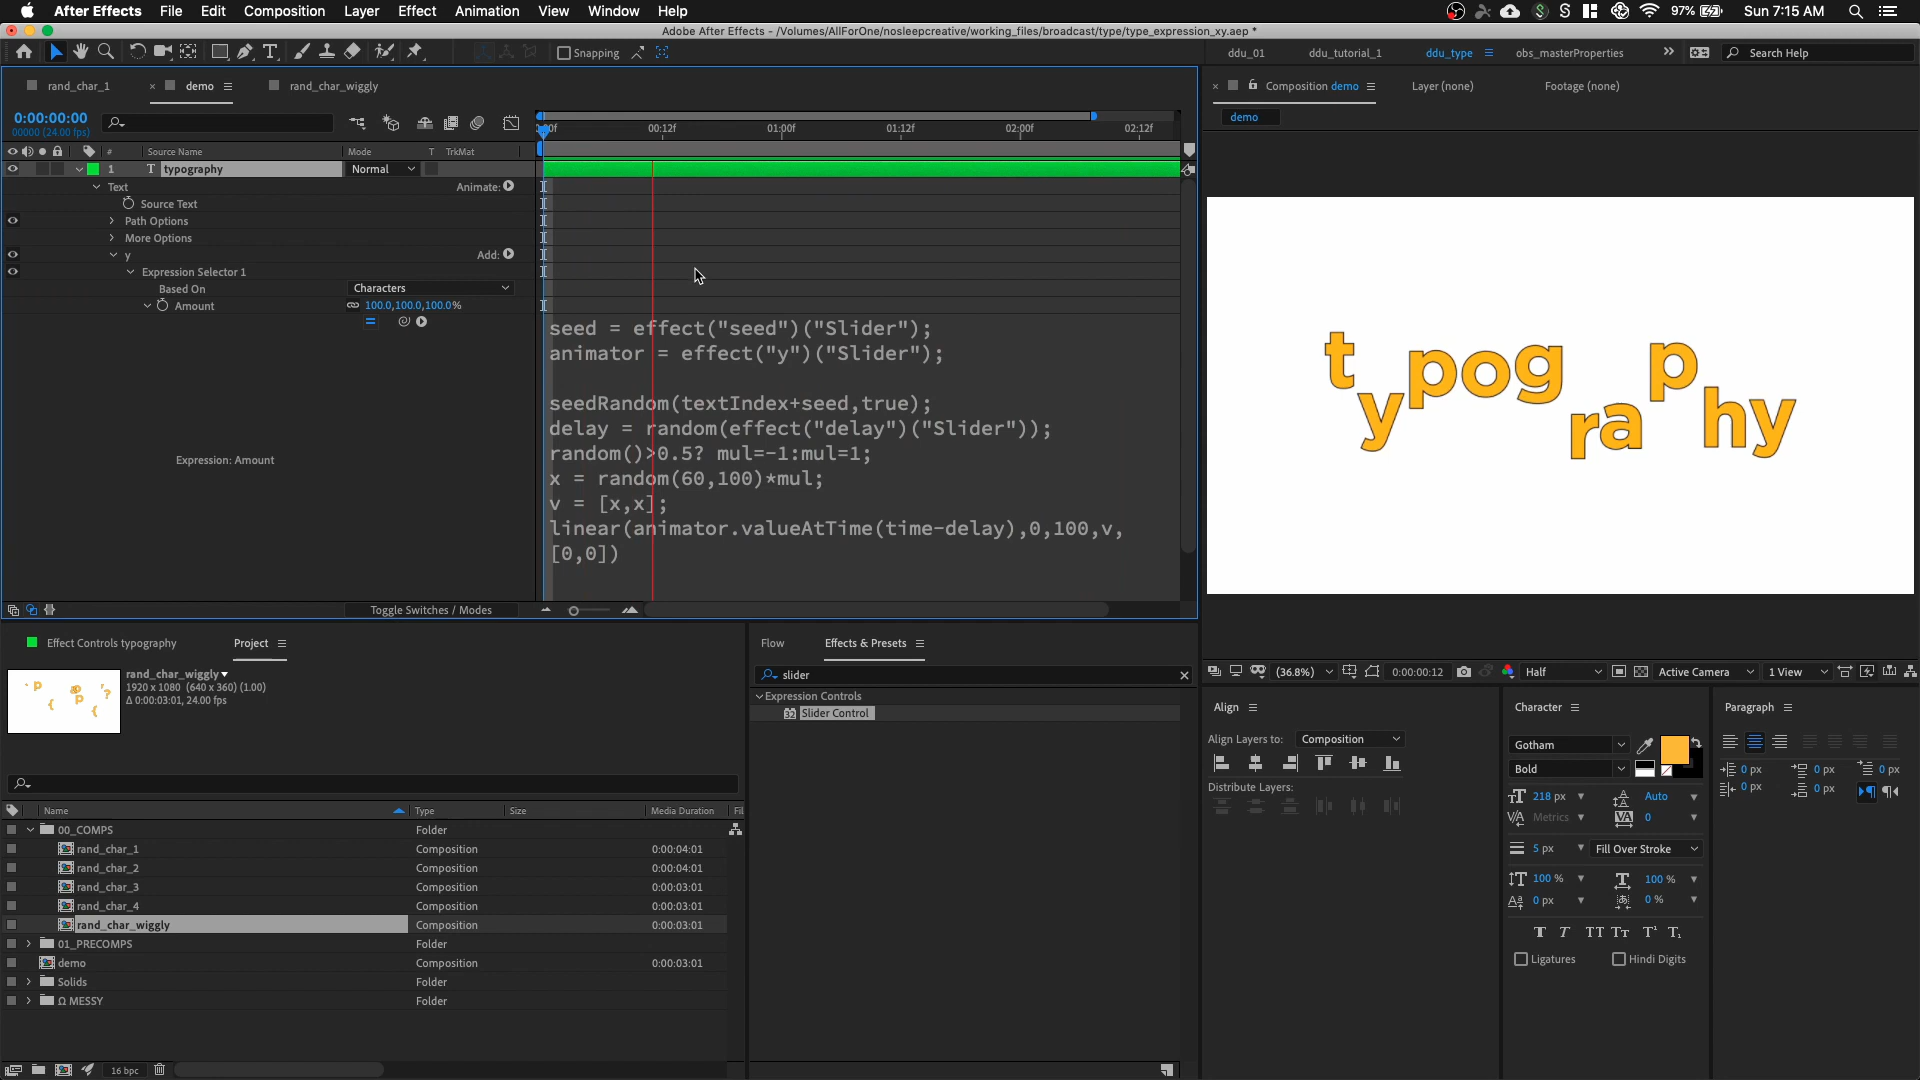 After Effects File Edit Composition Layer Effect Animation View Window Help 97% Sun 7:15 AM
Adobe After Effects - /Volumes/AllForOne/nosleepcreative/working_files/broadcast/type/type_expression_xy.aep *
Snapping ddu_01 ddu_tutorial_1 ddu_type obs_masterProperties Search Help
rand_char_1 demo rand_char_wiggly
0:00:00:00
00000 (24.00 fps)
00f 00:12f 01:00f 01:12f 02:00f 02:12f
# Source Name Mode T TrkMat
1 T typography Normal
Text Animate:
Source Text
Path Options
More Options
y Add:
Expression Selector 1
Based On Characters
Amount 100.0,100.0,100.0%
Expression: Amount
seed = effect("seed")("Slider");
animator = effect("y")("Slider");
seedRandom(textIndex+seed,true);
delay = random(effect("delay")("Slider"));
random()>0.5? mul=-1:mul=1;
x = random(60,100)*mul;
v = [x,x];
linear(animator.valueAtTime(time-delay),0,100,v,
[0,0])
Toggle Switches / Modes
Composition demo Layer (none) Footage (none)
demo
typography
(36.8%) 0:00:00:12 Half Active Camera 1 View
Effect Controls typography Project
rand_char_wiggly
1920 x 1080 (640 x 360) (1.00)
Δ 0:00:03:01, 24.00 fps
Name Type Size Media Duration Fil
00_COMPS Folder
rand_char_1 Composition 0:00:04:01
rand_char_2 Composition 0:00:04:01
rand_char_3 Composition 0:00:03:01
rand_char_4 Composition 0:00:03:01
rand_char_wiggly Composition 0:00:03:01
01_PRECOMPS Folder
demo Composition 0:00:03:01
Solids Folder
Ω MESSY Folder
16 bpc
Flow Effects & Presets
slider
Expression Controls
32 Slider Control
Align
Align Layers to: Composition
Distribute Layers:
Character
Gotham
Bold
218 px Auto
Metrics 0
5 px Fill Over Stroke
100 % 100 %
0 px 0 %
T T TT Tt T¹ T₁
Ligatures Hindi Digits
Paragraph
0 px 0 px 0 px
0 px 0 px